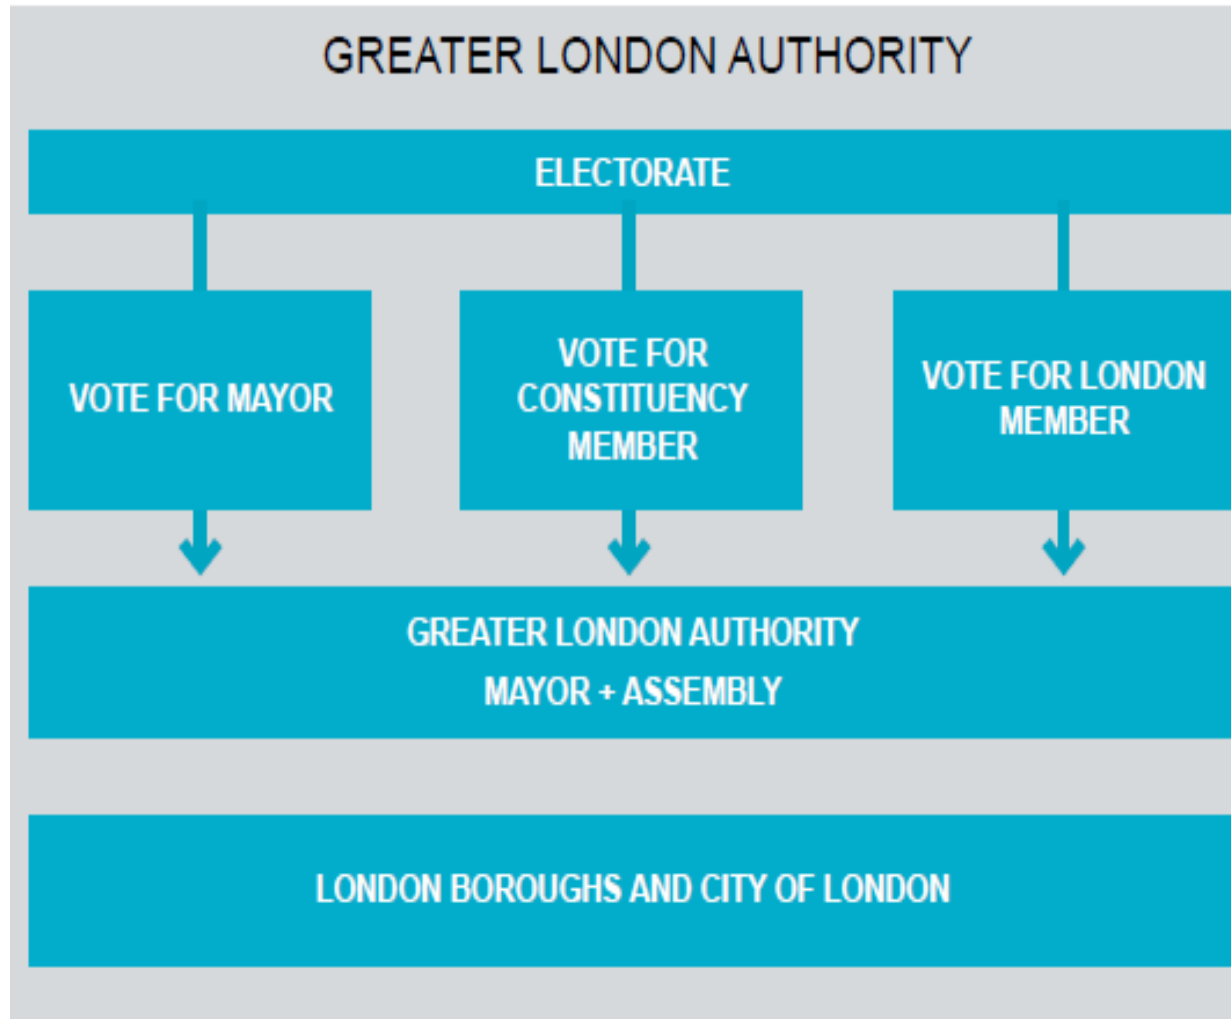 GREATER LONDON AUTHORITY
ELECTORATE
VOTE FOR MAYOR
VOTE FOR
CONSTITUENCY
MEMBER
VOTE FOR LONDON
MEMBER
GREATER LONDON AUTHORITY
MAYOR + ASSEMBLY
LONDON BOROUGHS AND CITY OF LONDON